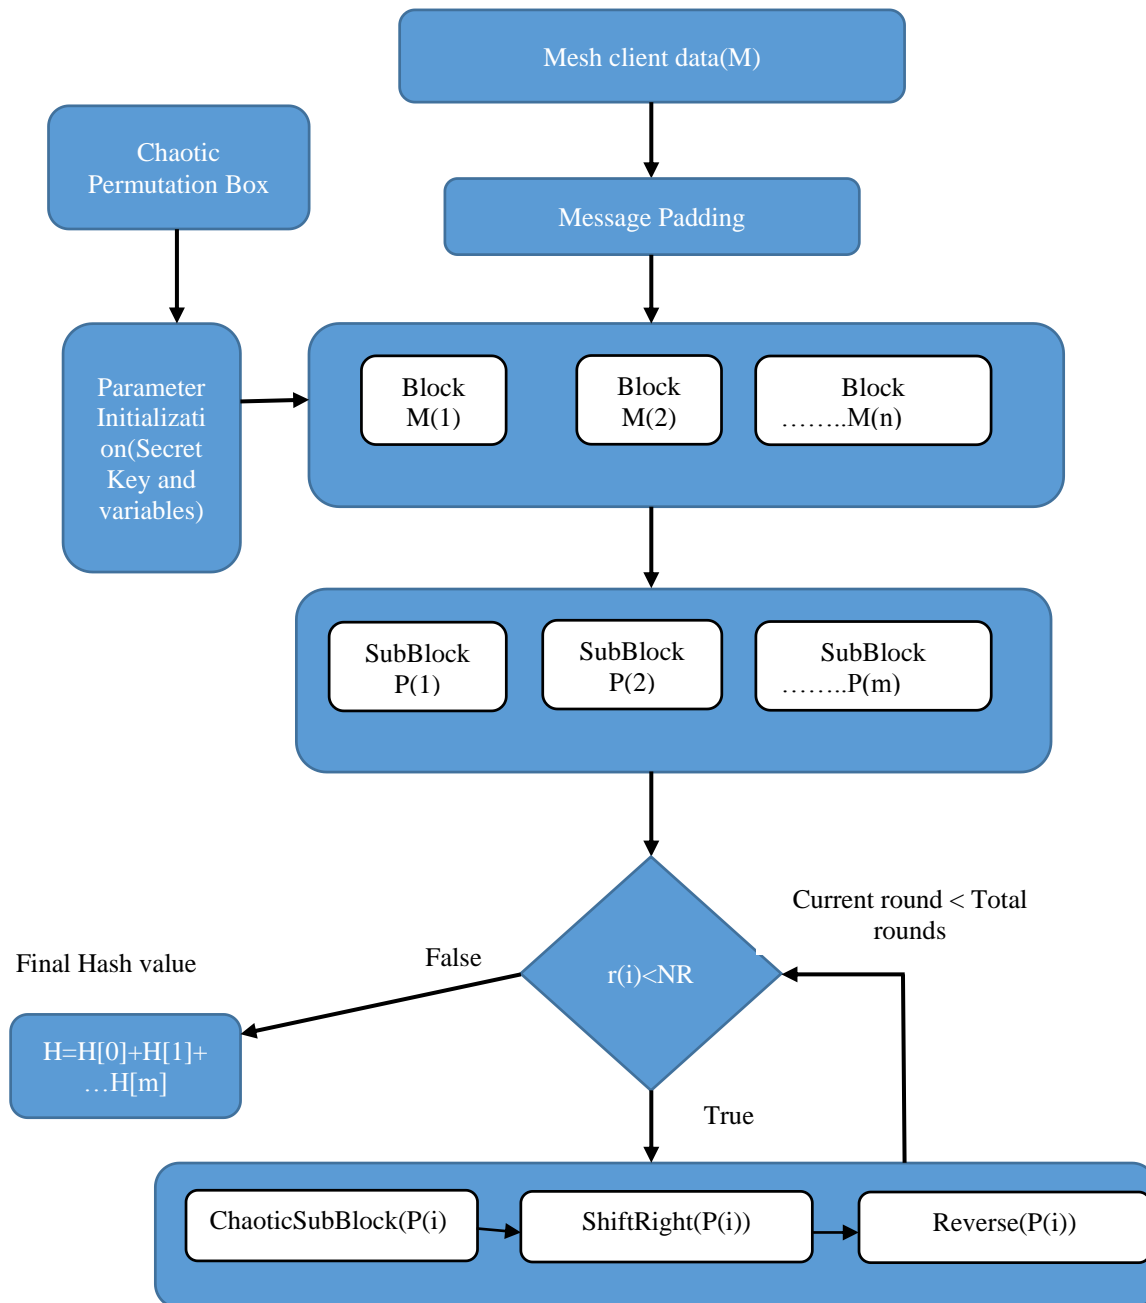 Mesh client data(M)
Chaotic
Permutation Box
Message Padding
Parameter
Initializati
on(Secret
Key and
variables)
Block
M(1)
Block
M(2)
Block
……..M(n)
SubBlock
P(1)
SubBlock
P(2)
SubBlock
……..P(m)
Current round < Total
rounds
False
Final Hash value
r(i)<NR
H=H[0]+H[1]+
…H[m]
True
ChaoticSubBlock(P(i)
ShiftRight(P(i))
Reverse(P(i))